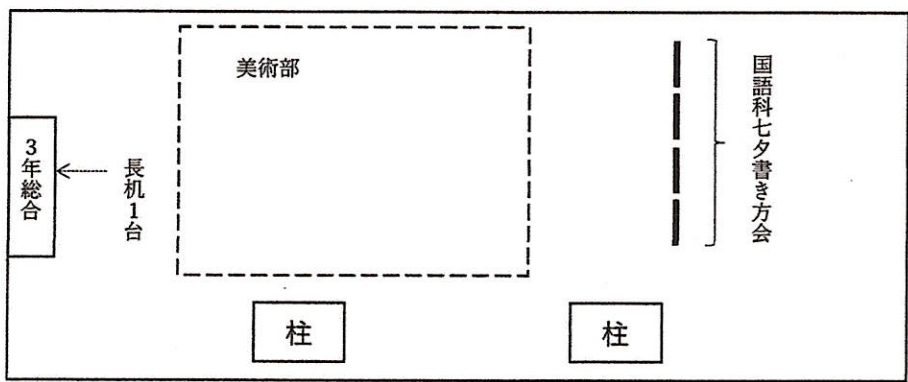 美術部
3年総合
長机1台
国語科七夕書き方会
柱
柱